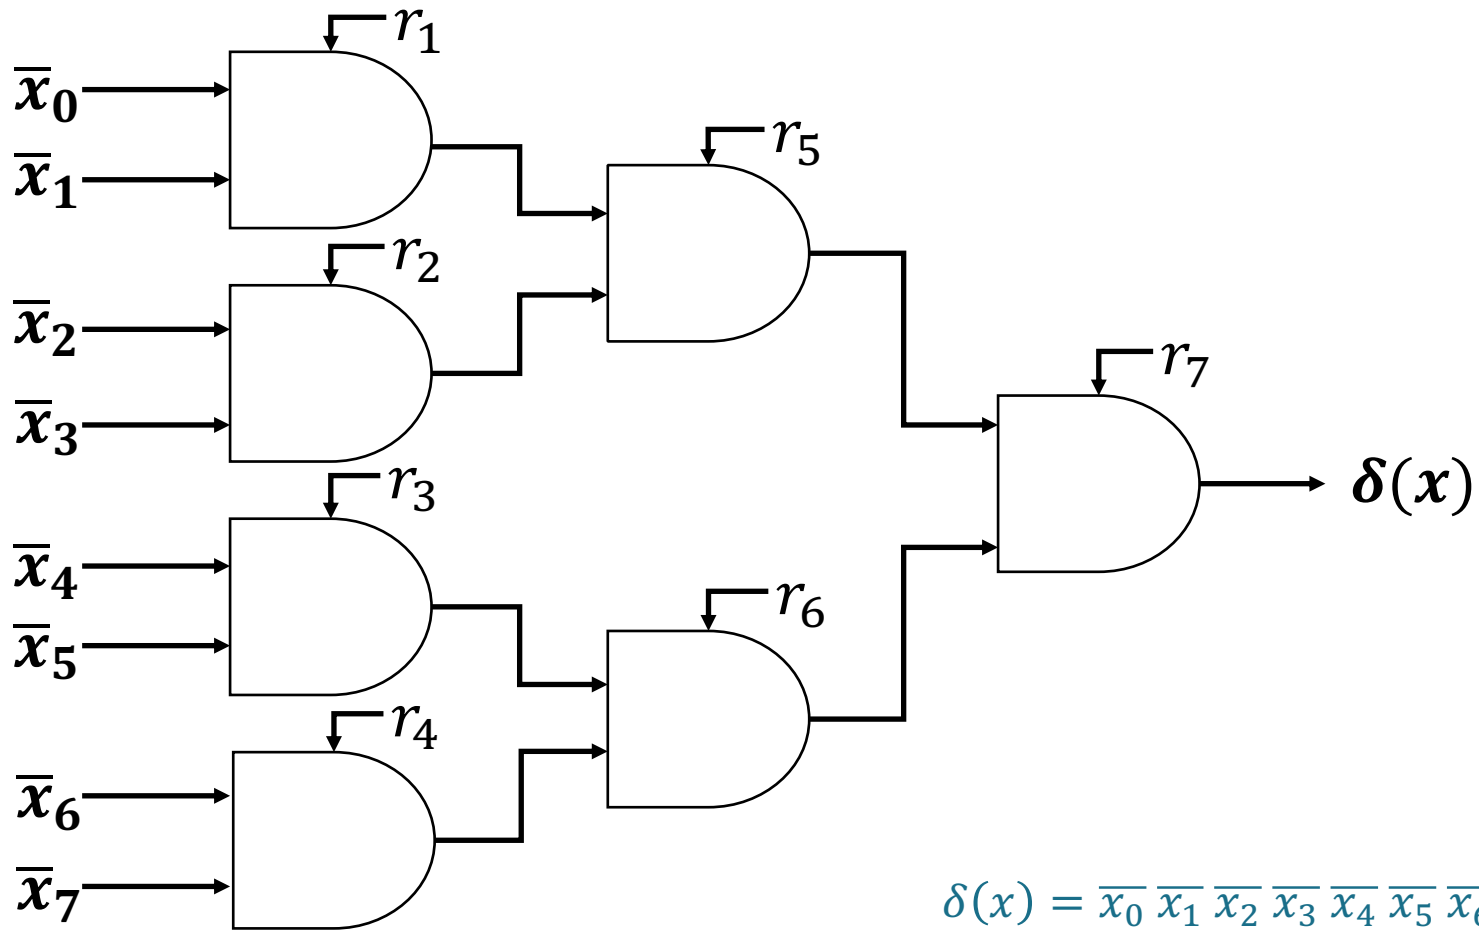 r₁
x̄₀
x̄₁
r₅
r₂
x̄₂
x̄₃
r₇
r₃
δ(x)
x̄₄
x̄₅
r₆
r₄
x̄₆
x̄₇
δ(x) = x̄₀ x̄₁ x̄₂ x̄₃ x̄₄ x̄₅ x̄₆